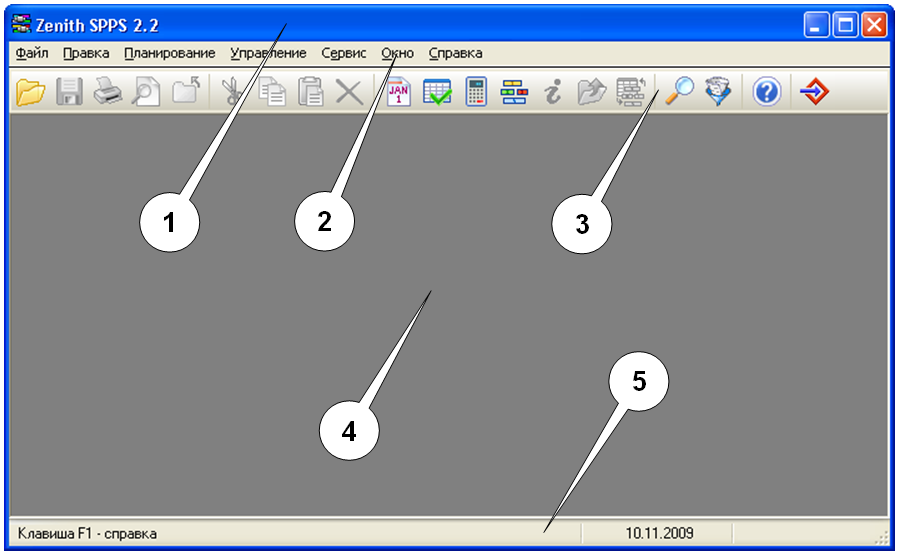 Zenith SPPS 2.2
Файл Правка Планирование Управление Сервис Окно Справка
JAN
1
1
2
3
4
5
Клавиша F1 - справка 10.11.2009